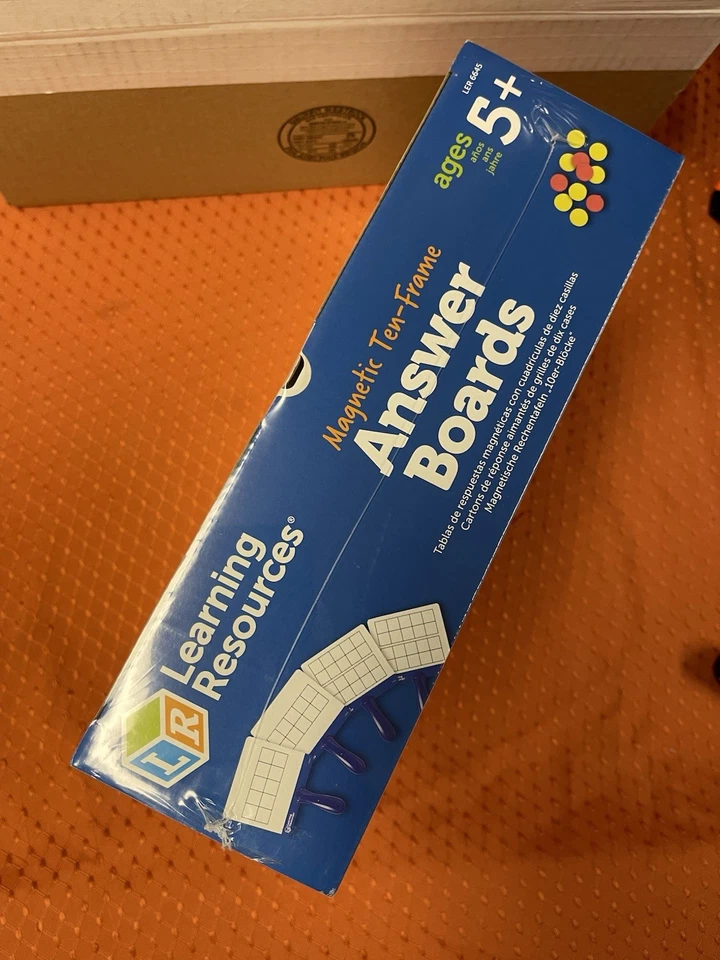 LER 6645
ages 5+
años
ans
jahre
Magnetic Ten-Frame
Answer
Boards
Tablas de respuestas magnéticas con cuadrículas de diez casillas
Cartons de réponse aimantés de grilles de dix cases
Magnetische Rechentafeln „10er-Blöcke“
Learning
Resources®
LR